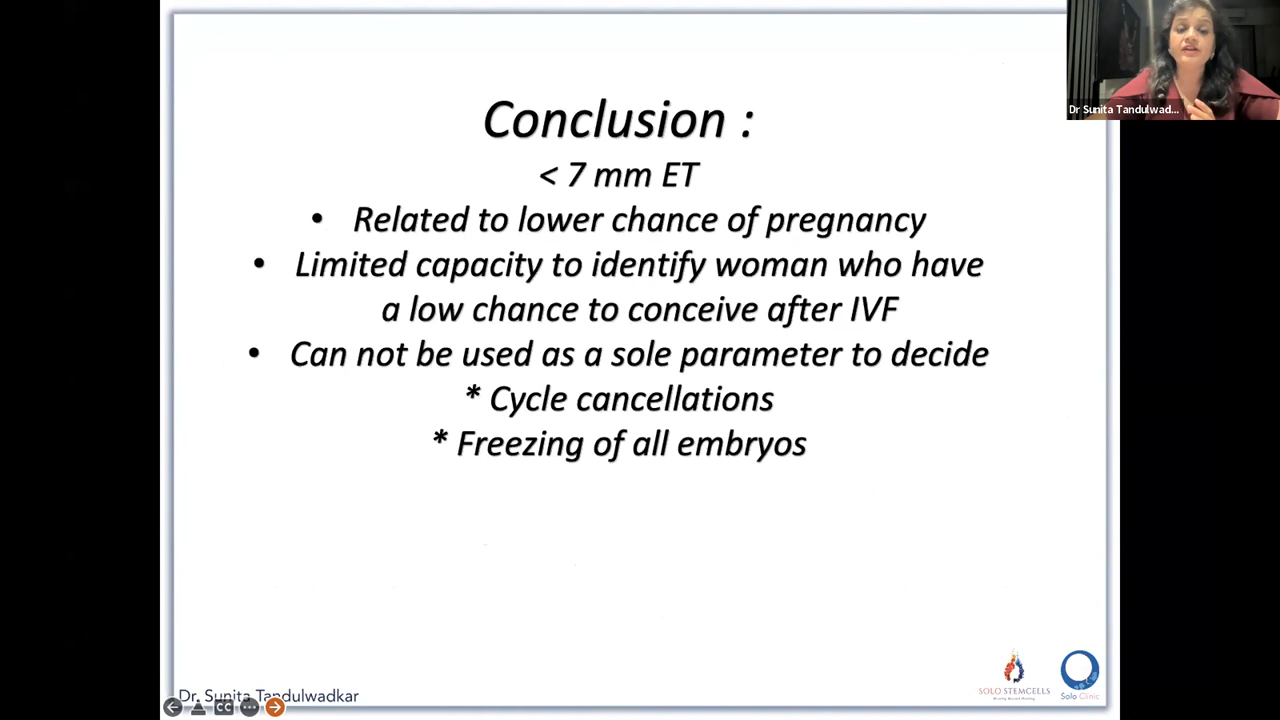 Dr Sunita Tandulwad...
Conclusion :
< 7 mm ET
• Related to lower chance of pregnancy
• Limited capacity to identify woman who have
a low chance to conceive after IVF
• Can not be used as a sole parameter to decide
* Cycle cancellations
* Freezing of all embryos
SOLO STEMCELLS
Solo Clinic
Dr. Sunita Tandulwadkar
CC